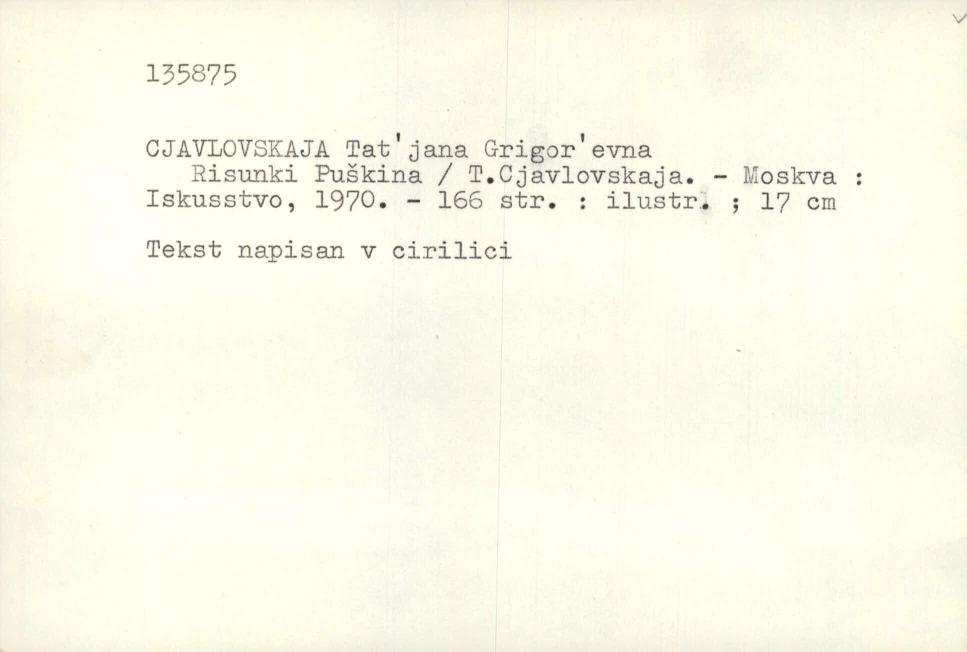 135875
CJAVLOVSKAJA Tat'jana Grigor'evna
Risunki Puškina / T.Cjavlovskaja. - Moskva :
Iskusstvo, 1970. - 166 str. : ilustr. ; 17 cm
Tekst napisan v cirilici